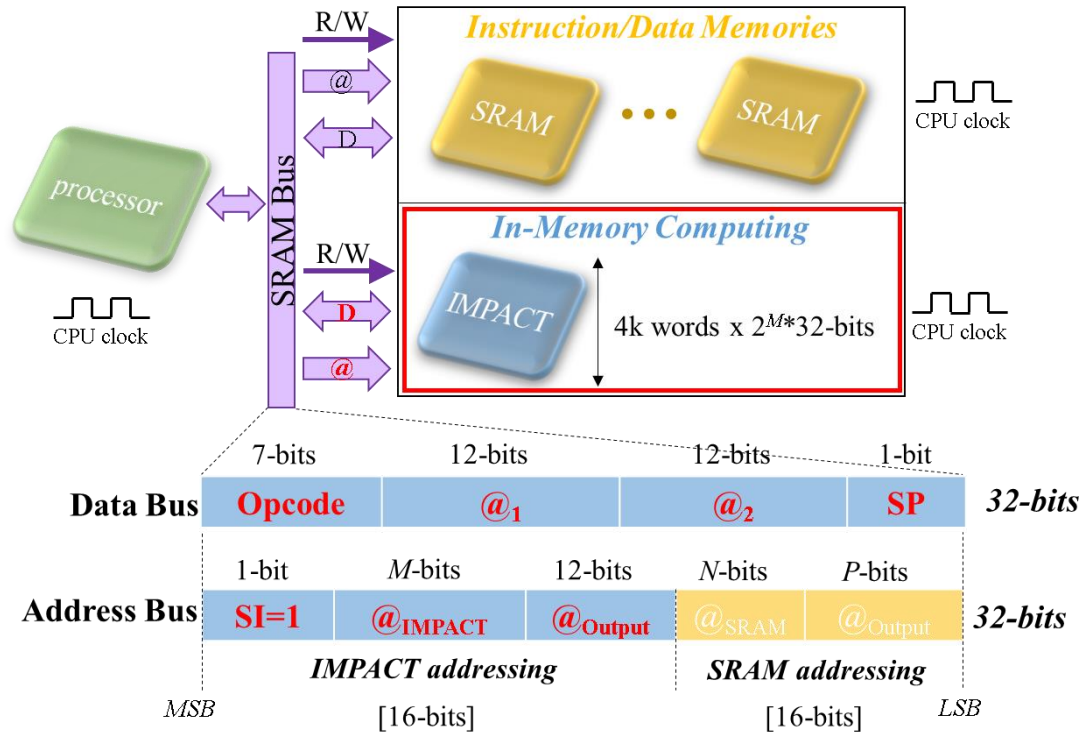 R/W
Instruction/Data Memories
@
SRAM
SRAM
D
CPU clock
processor
SRAM Bus
In-Memory Computing
R/W
IMPACT
D
4k words x 2^M*32-bits
@
CPU clock
CPU clock
7-bits 12-bits 12-bits 1-bit
Data Bus Opcode @1 @2 SP 32-bits
1-bit M-bits 12-bits N-bits P-bits
Address Bus SI=1 @IMPACT @Output @SRAM @Output 32-bits
IMPACT addressing SRAM addressing
MSB [16-bits] [16-bits] LSB